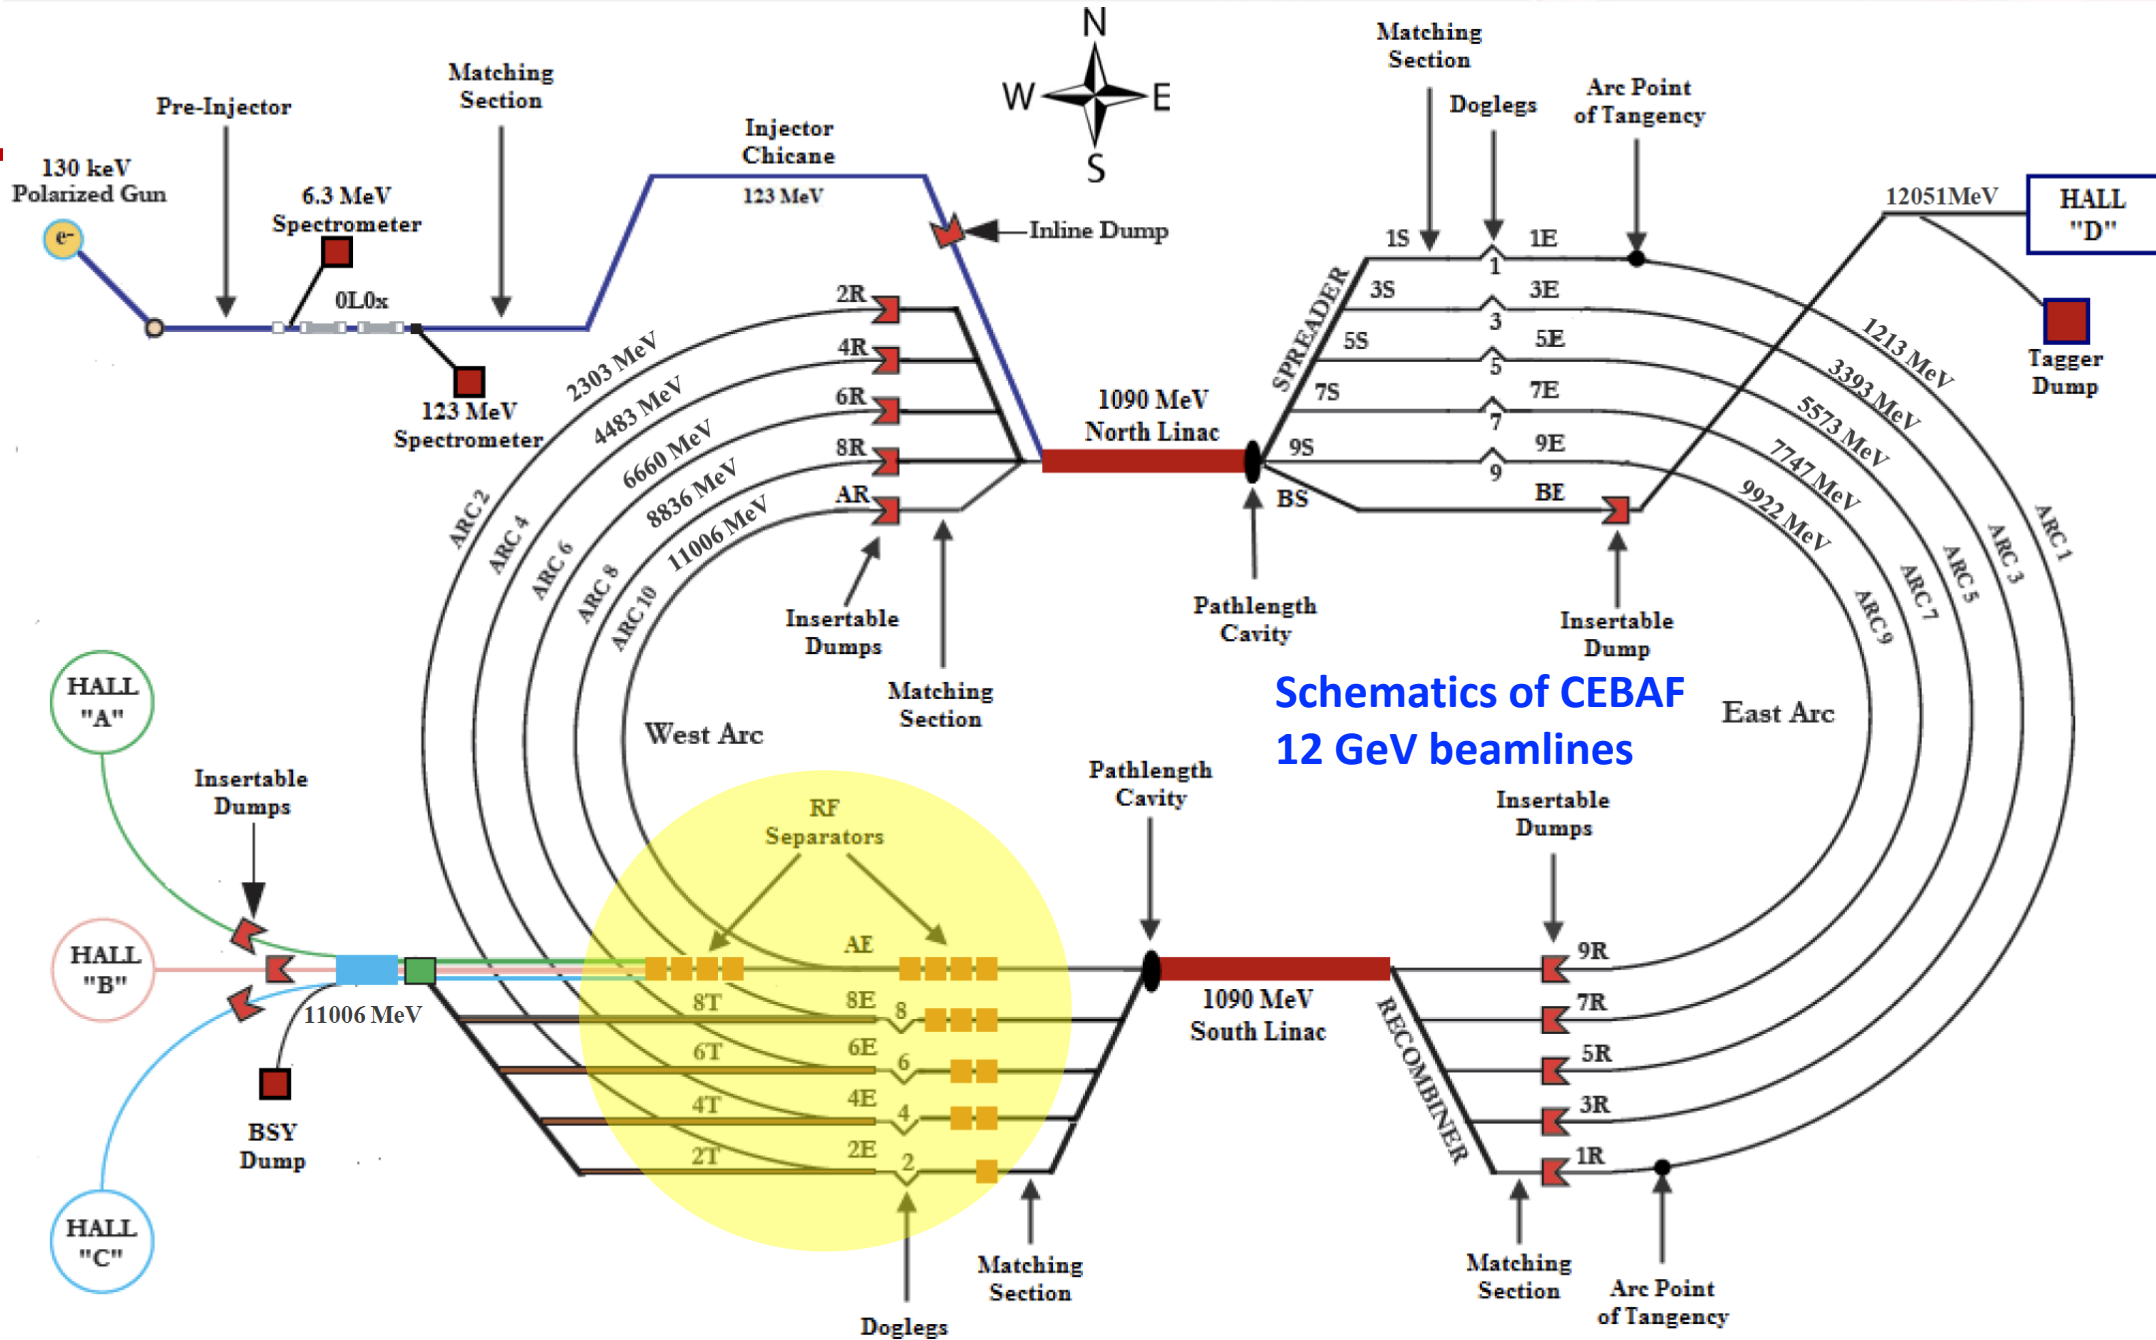 N
W
E
S
Matching
Section
Pre-Injector
Matching
Section
Injector
Chicane
123 MeV
Doglegs
Arc Point
of Tangency
130 keV
Polarized Gun
e-
6.3 MeV
Spectrometer
0L0x
123 MeV
Spectrometer
Inline Dump
12051MeV
HALL
"D"
Tagger
Dump
2R
4R
6R
8R
AR
2303 MeV
4483 MeV
6660 MeV
8836 MeV
11006 MeV
ARC 2
ARC 4
ARC 6
ARC 8
ARC 10
1090 MeV
North Linac
SPREADER
1S
1
1E
3S
3
3E
5S
5
5E
7S
7
7E
9S
9
9E
BS
BE
1213 MeV
3393 MeV
5573 MeV
7747 MeV
9922 MeV
ARC 1
ARC 3
ARC 5
ARC 7
ARC 9
Insertable
Dumps
Matching
Section
Pathlength
Cavity
Insertable
Dump
Schematics of CEBAF
12 GeV beamlines
West Arc
East Arc
HALL
"A"
Insertable
Dumps
RF
Separators
Pathlength
Cavity
Insertable
Dumps
HALL
"B"
11006 MeV
BSY
Dump
HALL
"C"
AE
8T
8E
8
6T
6E
6
4T
4E
4
2T
2E
2
1090 MeV
South Linac
RECOMBINER
9R
7R
5R
3R
1R
Matching
Section
Doglegs
Matching
Section
Arc Point
of Tangency